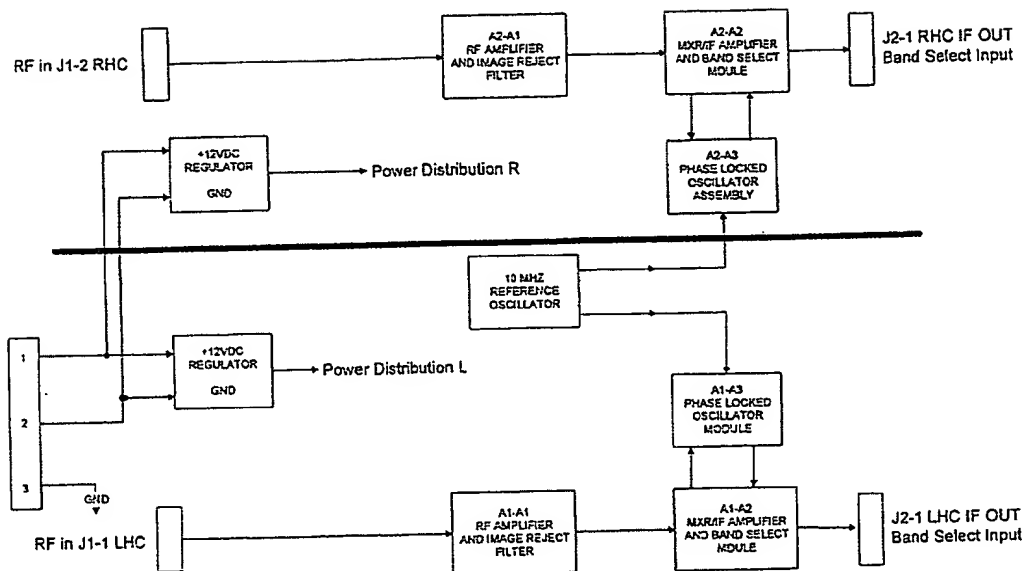 A2-A1
RF AMPLIFIER
AND IMAGE REJECT
FILTER
A2-A2
MXR/IF AMPLIFIER
AND BAND SELECT
MOULE
J2-1 RHC IF OUT
Band Select Input
RF in J1-2 RHC
+12VDC
REGULATOR
GND
Power Distribution R
A2-A3
PHASE LOCKED
OSCILLATOR
ASSEMBLY
10 MHZ
REFERENCE
OSCILLATOR
1
2
3
GND
+12VDC
REGULATOR
GND
Power Distribution L
A1-A3
PHASE LOCKED
OSCILLATOR
MODULE
RF in J1-1 LHC
A1-A1
RF AMPLIFIER
AND IMAGE REJECT
FILTER
A1-A2
MXR/IF AMPLIFIER
AND BAND SELECT
MOULE
J2-1 LHC IF OUT
Band Select Input